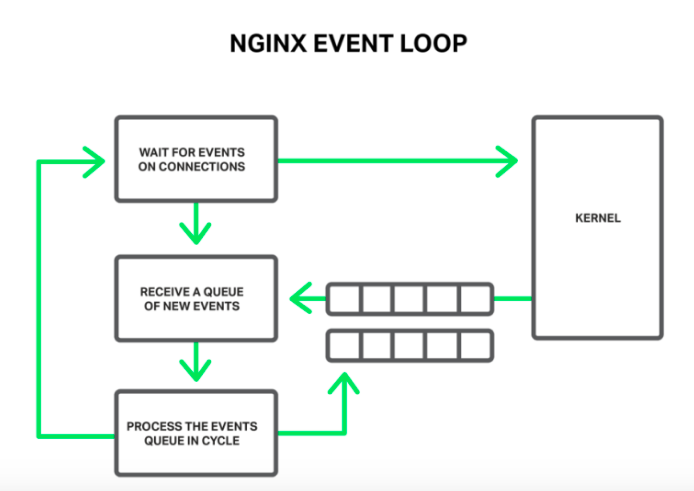 NGINX EVENT LOOP
WAIT FOR EVENTS
ON CONNECTIONS
KERNEL
RECEIVE A QUEUE
OF NEW EVENTS
PROCESS THE EVENTS
QUEUE IN CYCLE